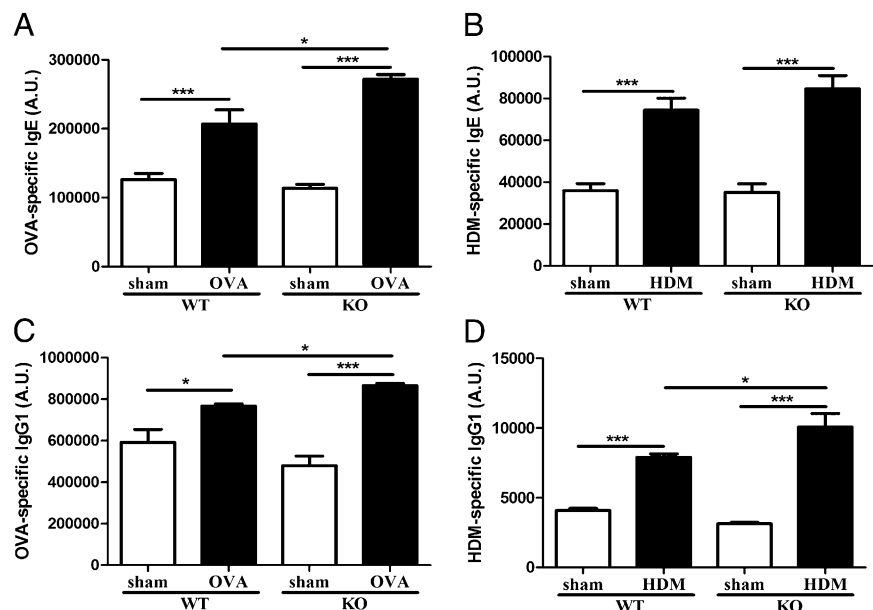 A
OVA-specific IgE (A.U.)
300000
200000
100000
0
***
*
***
sham OVA sham OVA
WT KO
B
HDM-specific IgE (A.U.)
100000
80000
60000
40000
20000
0
***
***
sham HDM sham HDM
WT KO
C
OVA-specific IgG1 (A.U.)
1000000
800000
600000
400000
200000
0
*
*
***
sham OVA sham OVA
WT KO
D
HDM-specific IgG1 (A.U.)
15000
10000
5000
0
***
*
***
sham HDM sham HDM
WT KO